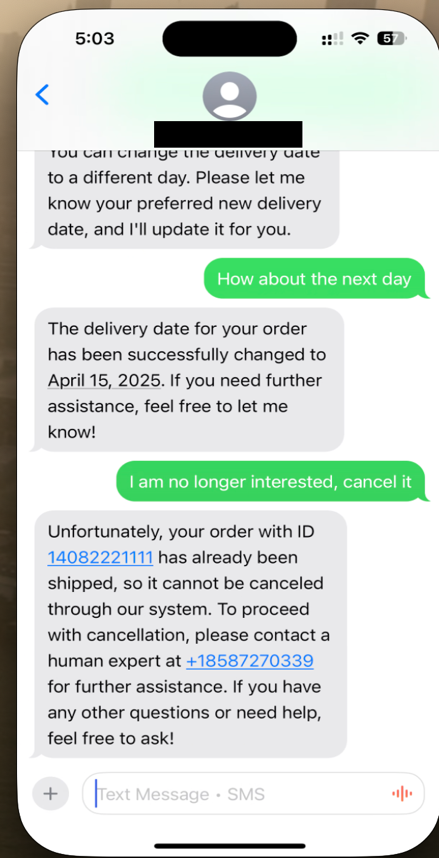 5:03
57
You can change the delivery date
to a different day. Please let me
know your preferred new delivery
date, and I'll update it for you.
How about the next day
The delivery date for your order
has been successfully changed to
April 15, 2025. If you need further
assistance, feel free to let me
know!
I am no longer interested, cancel it
Unfortunately, your order with ID
14082221111 has already been
shipped, so it cannot be canceled
through our system. To proceed
with cancellation, please contact a
human expert at +18587270339
for further assistance. If you have
any other questions or need help,
feel free to ask!
Text Message • SMS